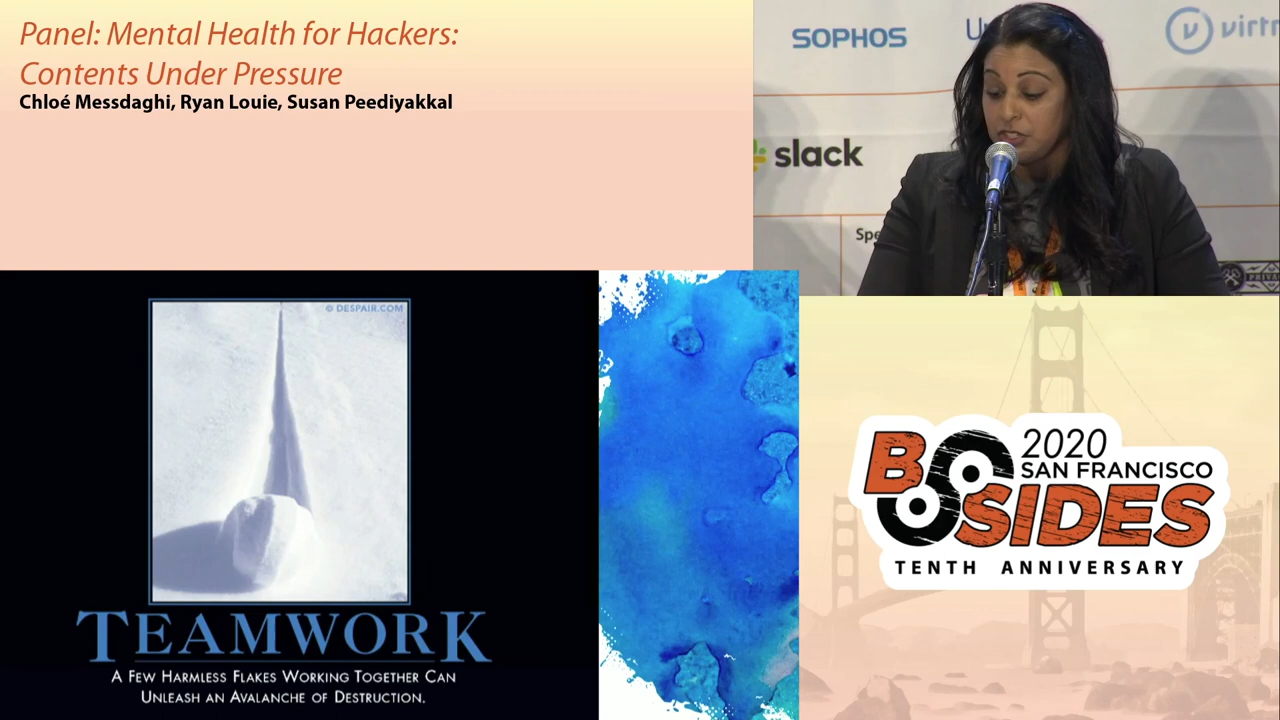 Panel: Mental Health for Hackers:
Contents Under Pressure
Chloé Messdaghi, Ryan Louie, Susan Peediyakkal
SOPHOS
slack
© DESPAIR.COM
TEAMWORK
A FEW HARMLESS FLAKES WORKING TOGETHER CAN
UNLEASH AN AVALANCHE OF DESTRUCTION.
2020
SAN FRANCISCO
BSIDES
TENTH ANNIVERSARY